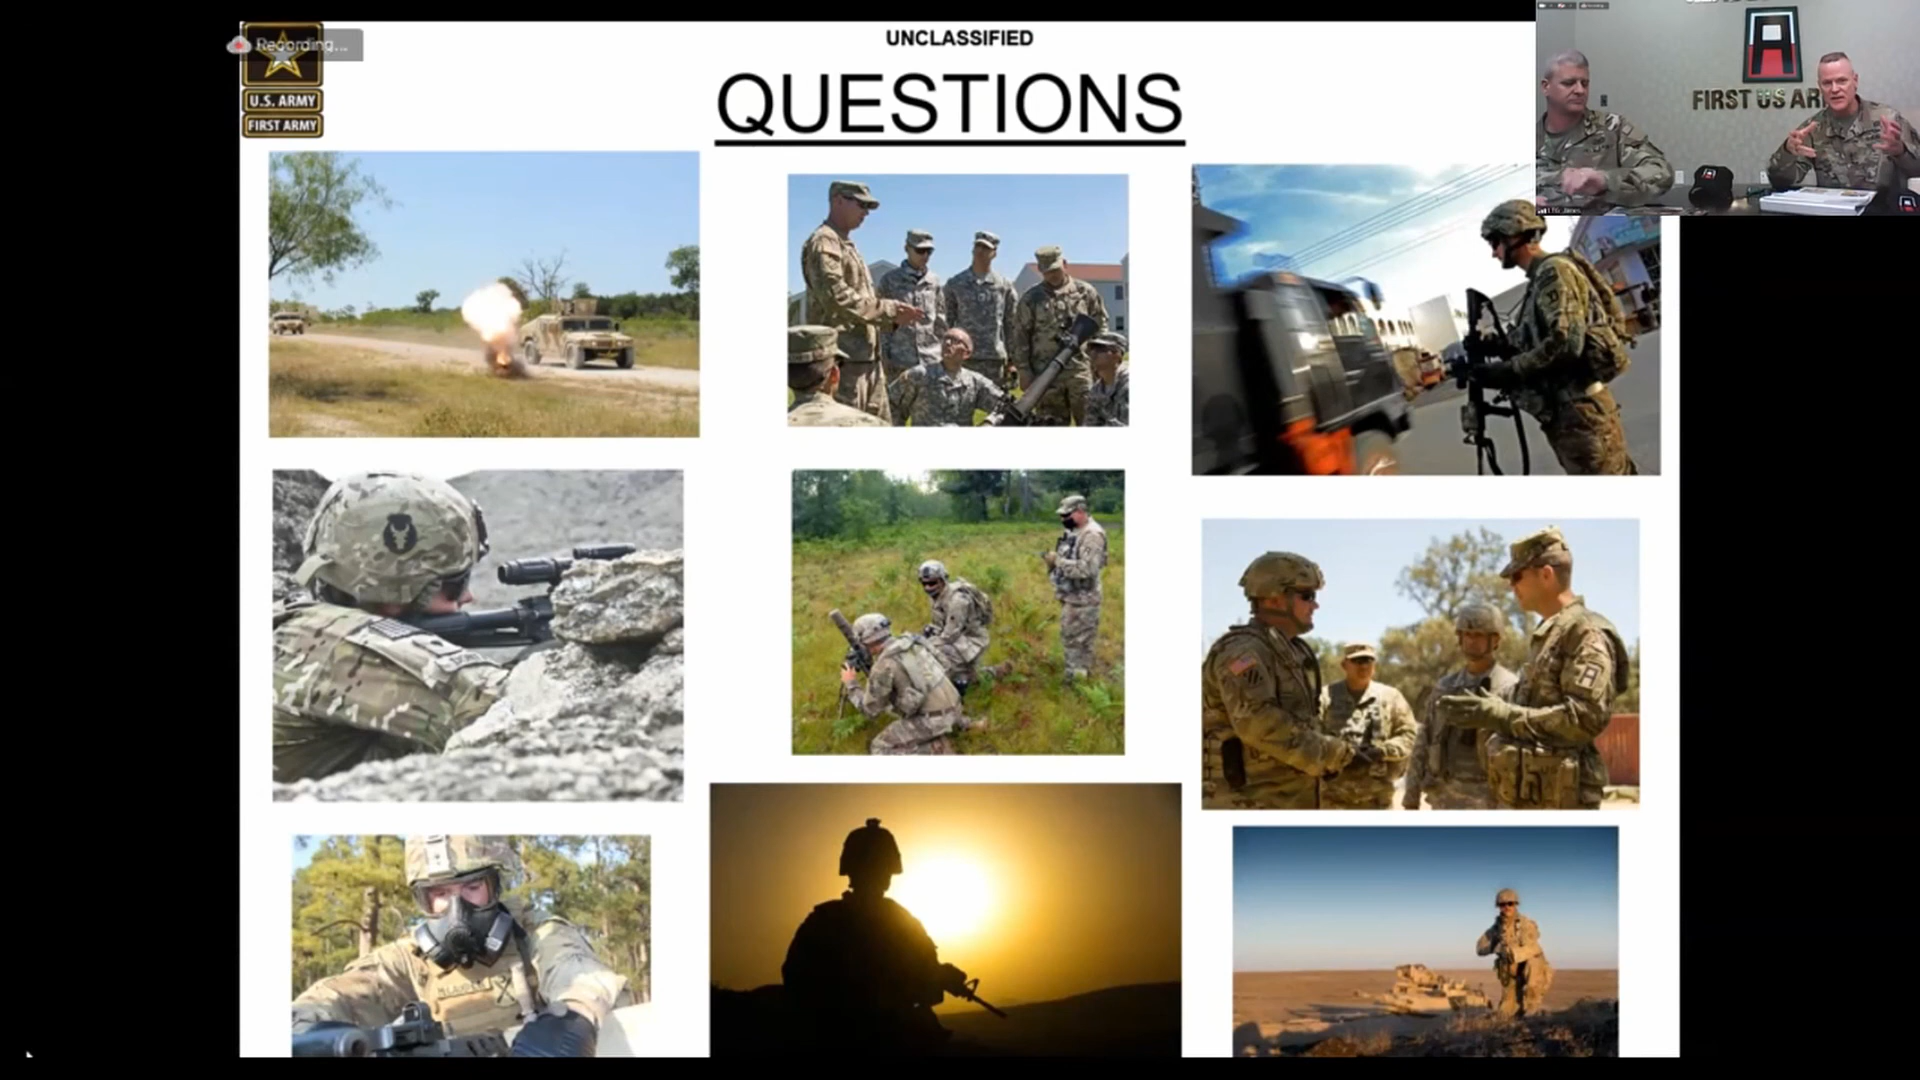 Recording...
U.S. ARMY
FIRST ARMY
UNCLASSIFIED
QUESTIONS
FIRST US AR